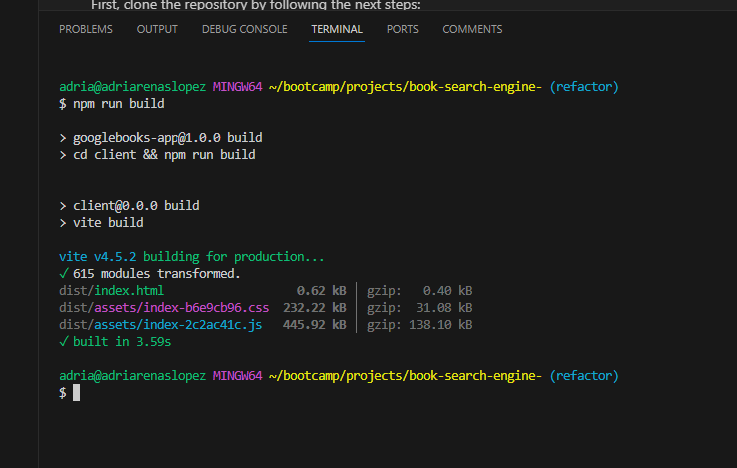 First, clone the repository by following the next steps:
PROBLEMS OUTPUT DEBUG CONSOLE TERMINAL PORTS COMMENTS
adria@adriarenaslopez MINGW64 ~/bootcamp/projects/book-search-engine- (refactor)
$ npm run build
> googlebooks-app@1.0.0 build
> cd client && npm run build
> client@0.0.0 build
> vite build
vite v4.5.2 building for production...
✓ 615 modules transformed.
dist/index.html 0.62 kB │ gzip: 0.40 kB
dist/assets/index-b6e9cb96.css 232.22 kB │ gzip: 31.08 kB
dist/assets/index-2c2ac41c.js 445.92 kB │ gzip: 138.10 kB
✓ built in 3.59s
adria@adriarenaslopez MINGW64 ~/bootcamp/projects/book-search-engine- (refactor)
$